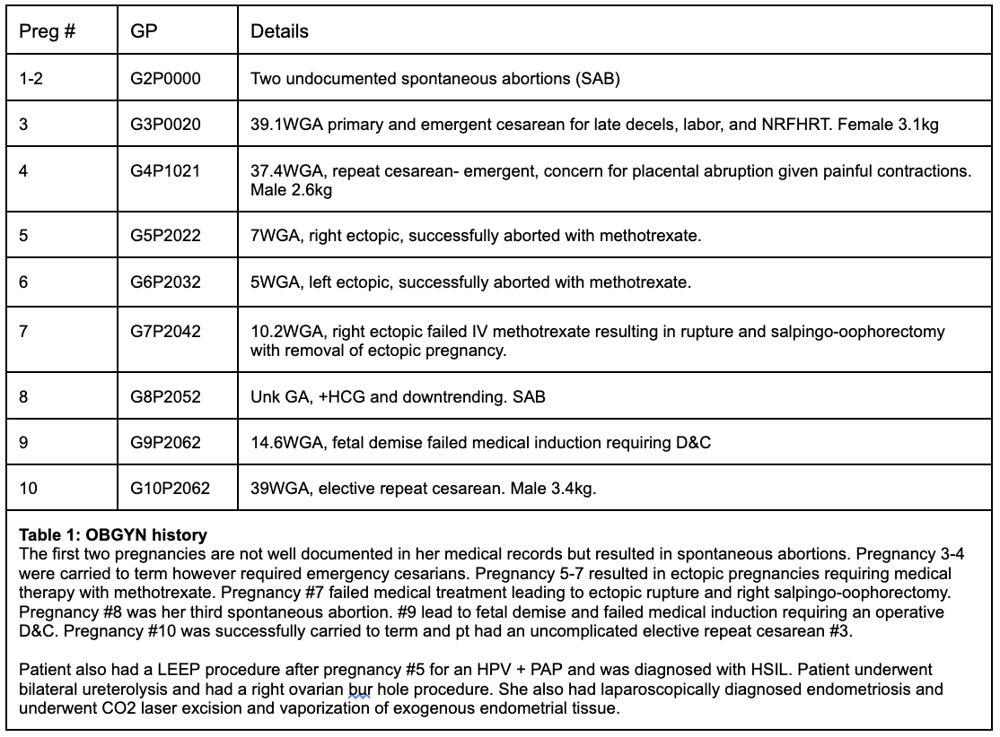 Preg # GP Details
1-2 G2P0000 Two undocumented spontaneous abortions (SAB)
3 G3P0020 39.1WGA primary and emergent cesarean for late decels, labor, and NRFHRT. Female 3.1kg
4 G4P1021 37.4WGA, repeat cesarean- emergent, concern for placental abruption given painful contractions.
Male 2.6kg
5 G5P2022 7WGA, right ectopic, successfully aborted with methotrexate.
6 G6P2032 5WGA, left ectopic, successfully aborted with methotrexate.
7 G7P2042 10.2WGA, right ectopic failed IV methotrexate resulting in rupture and salpingo-oophorectomy
with removal of ectopic pregnancy.
8 G8P2052 Unk GA, +HCG and downtrending. SAB
9 G9P2062 14.6WGA, fetal demise failed medical induction requiring D&C
10 G10P2062 39WGA, elective repeat cesarean. Male 3.4kg.
Table 1: OBGYN history
The first two pregnancies are not well documented in her medical records but resulted in spontaneous abortions. Pregnancy 3-4
were carried to term however required emergency cesarians. Pregnancy 5-7 resulted in ectopic pregnancies requiring medical
therapy with methotrexate. Pregnancy #7 failed medical treatment leading to ectopic rupture and right salpingo-oophorectomy.
Pregnancy #8 was her third spontaneous abortion. #9 lead to fetal demise and failed medical induction requiring an operative
D&C. Pregnancy #10 was successfully carried to term and pt had an uncomplicated elective repeat cesarean #3.
Patient also had a LEEP procedure after pregnancy #5 for an HPV + PAP and was diagnosed with HSIL. Patient underwent
bilateral ureterolysis and had a right ovarian bur hole procedure. She also had laparoscopically diagnosed endometriosis and
underwent CO2 laser excision and vaporization of exogenous endometrial tissue.